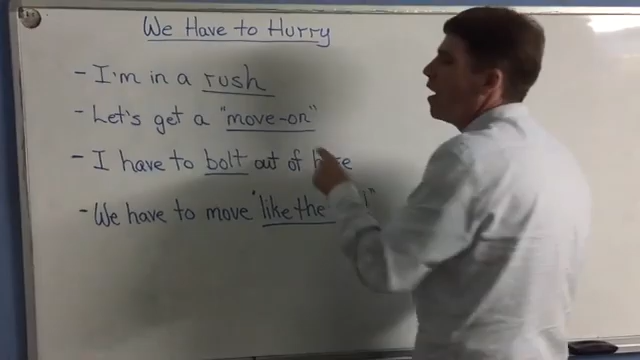 We Have to Hurry
- I'm in a rush
- Let's get a "move-on"
- I have to bolt out of here
- We have to move "like the